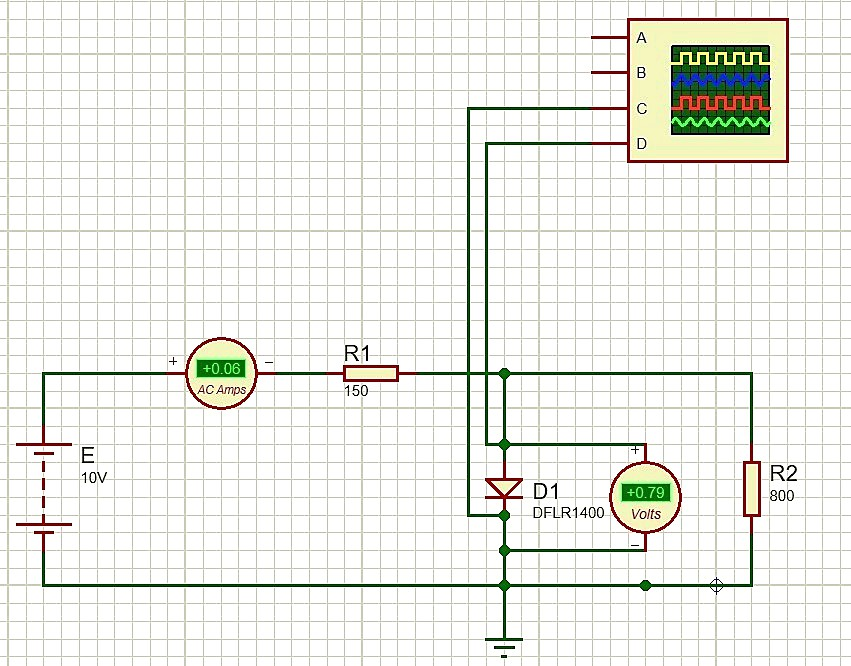 A
B
C
D
R1
+ +0.06 −
AC Amps
150
E
10V
+
D1
+0.79
R2
DFLR1400
Volts
800
−